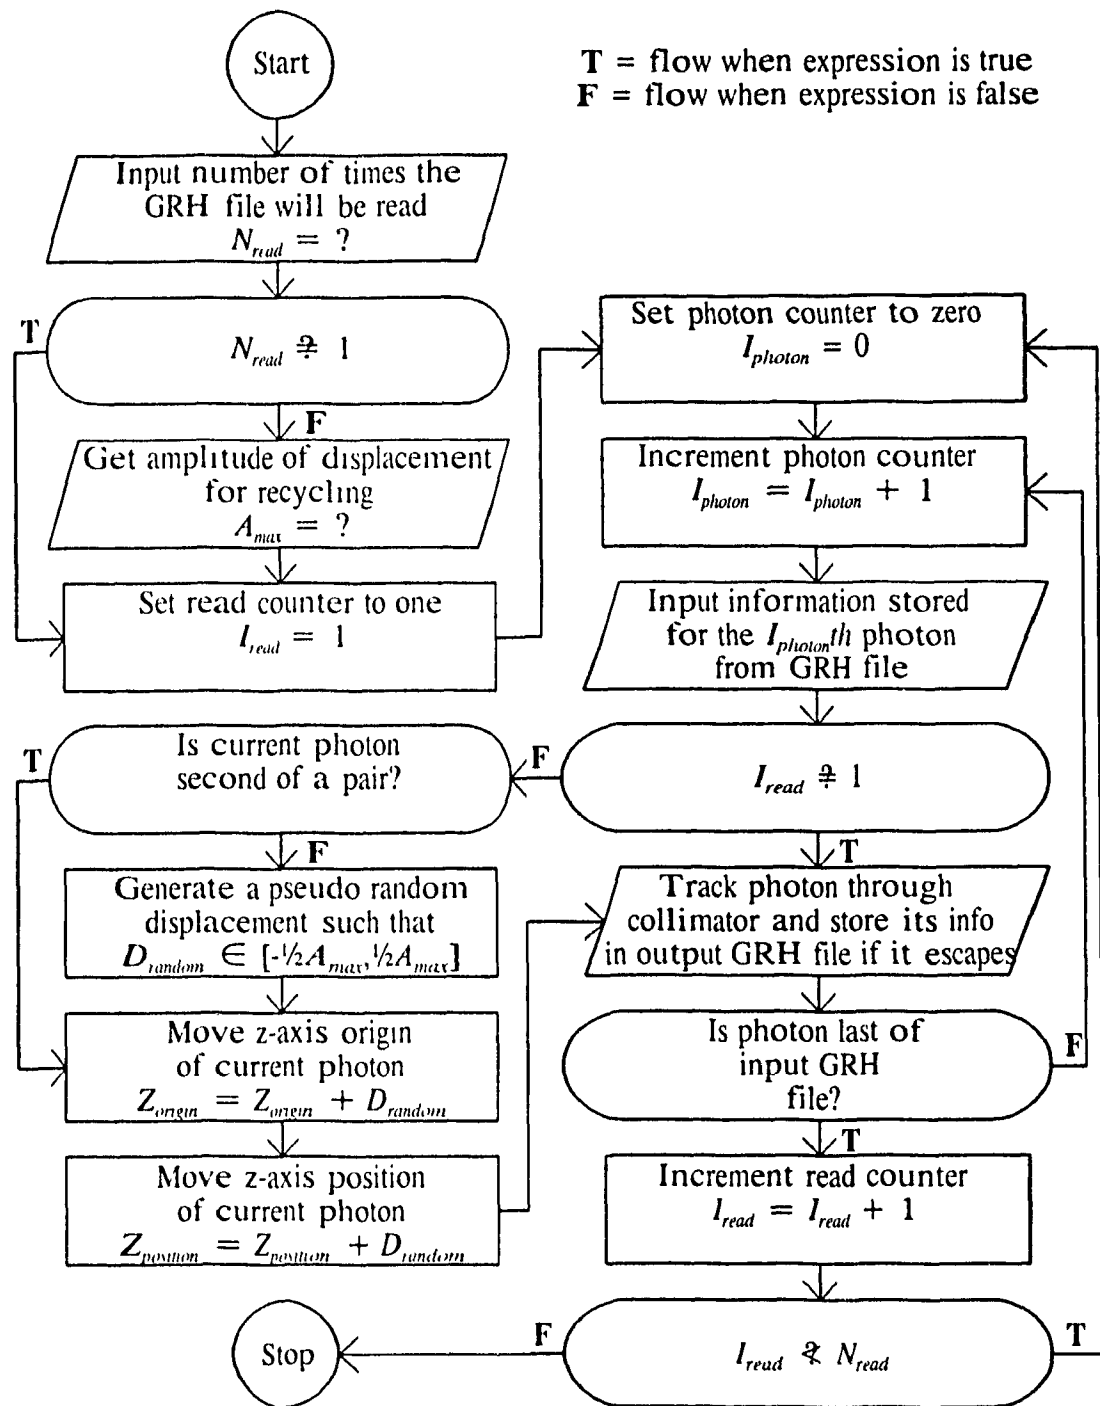 Start
T = flow when expression is true
F = flow when expression is false
Input number of times the
GRH file will be read
N_read = ?
T
N_read ≟ 1
F
Get amplitude of displacement
for recycling
A_max = ?
Set read counter to one
I_read = 1
Set photon counter to zero
I_photon = 0
Increment photon counter
I_photon = I_photon + 1
Input information stored
for the I_photon th photon
from GRH file
I_read ≟ 1
F
T
Is current photon
second of a pair?
T
F
Generate a pseudo random
displacement such that
D_random ∈ [-½A_max,½A_max]
Move z-axis origin
of current photon
Z_origin = Z_origin + D_random
Move z-axis position
of current photon
Z_position = Z_position + D_random
Track photon through
collimator and store its info
in output GRH file if it escapes
Is photon last of
input GRH
file?
F
T
Increment read counter
I_read = I_read + 1
I_read N_read
F
T
Stop